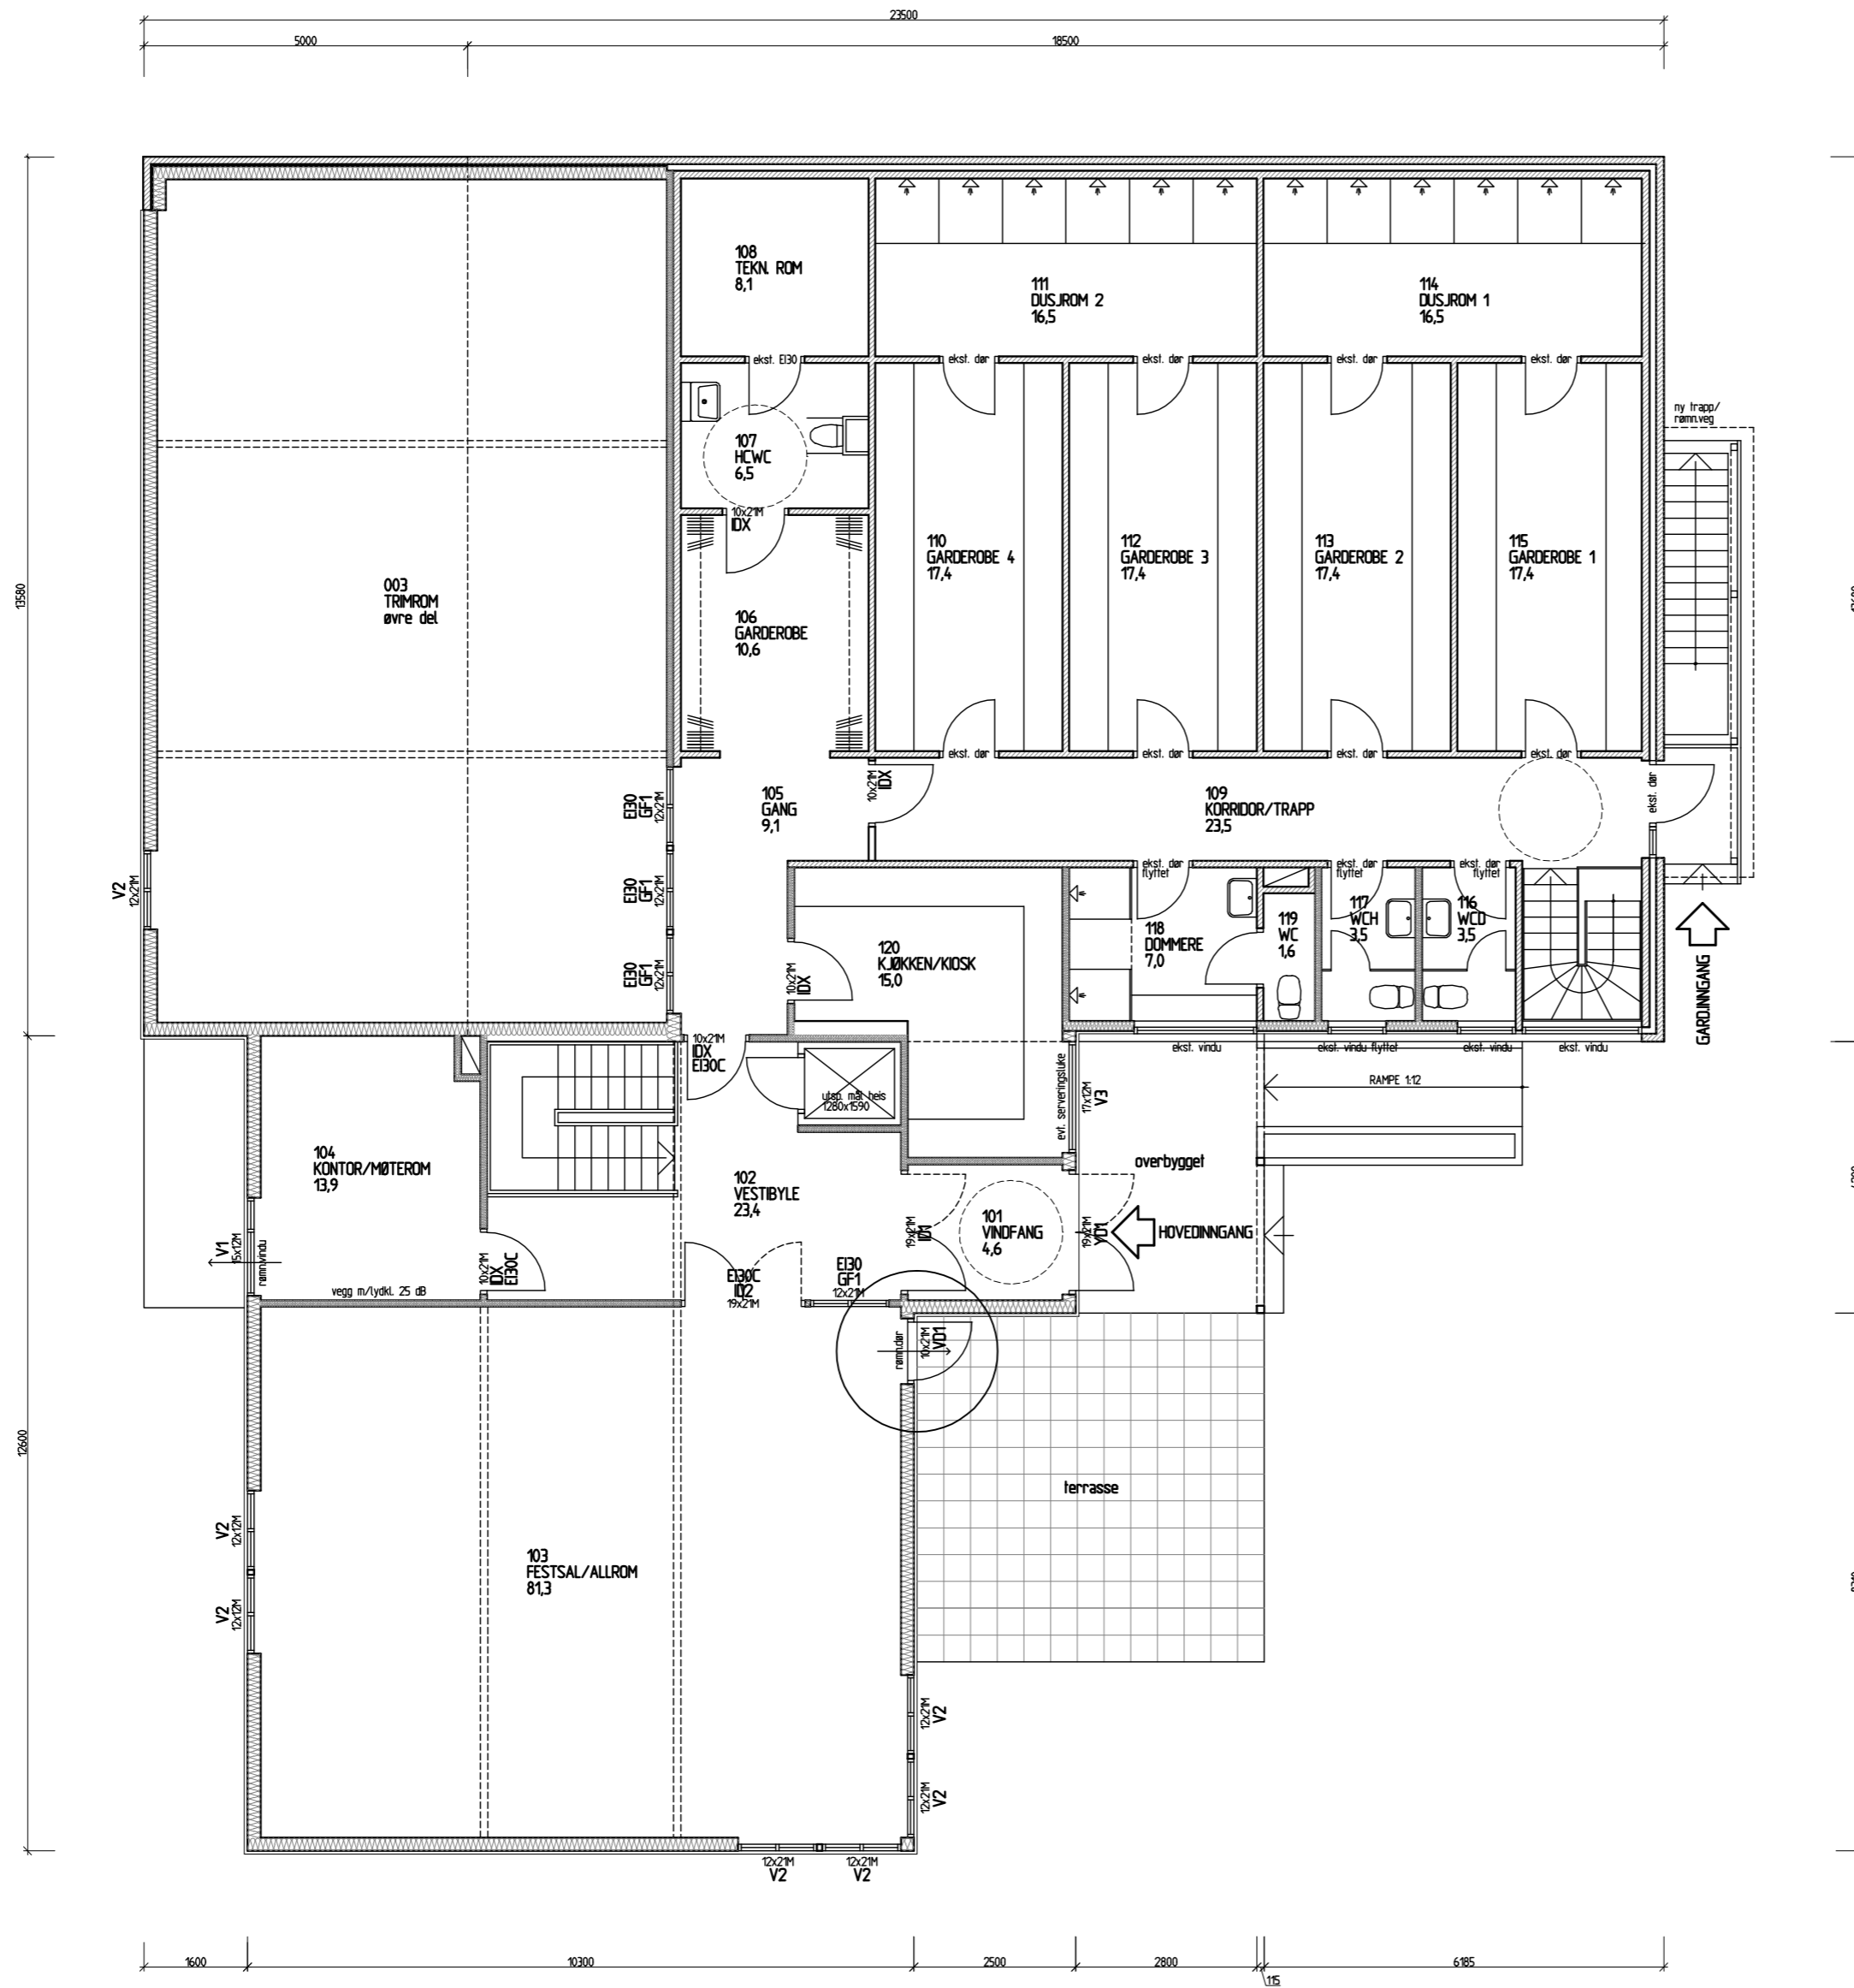 23500
5000
18500
108
TEKN. ROM
8,1
111
DUSJROM 2
16,5
114
DUSJROM 1
16,5
ekst. EI30
ekst. dør
ekst. dør
ekst. dør
ekst. dør
ny trapp/
rømn.veg
107
HCWC
6,5
10x21M
IDX
110
GARDEROBE 4
17,4
112
GARDEROBE 3
17,4
113
GARDEROBE 2
17,4
115
GARDEROBE 1
17,4
13580
003
TRIMROM
øvre del
106
GARDEROBE
10,6
ekst. dør
ekst. dør
ekst. dør
ekst. dør
EI30
GF1
12x21M
105
GANG
9,1
10x21M
IDX
109
KORRIDOR/TRAPP
23,5
ekst. dør
V2
12x21M
EI30
GF1
12x21M
ekst. dør
flyttet
ekst. dør
flyttet
ekst. dør
flyttet
EI30
GF1
12x21M
10x21M
IDX
120
KJØKKEN/KIOSK
15,0
118
DOMMERE
7,0
119
WC
1,6
117
WCH
3,5
116
WCD
3,5
GARD.INNGANG
10x21M
IDX
EI30C
ekst. vindu
ekst. vindu flyttet
ekst. vindu
ekst. vindu
utsp. mål heis
1280x1590
evt. serveringsluke
17x12M
V3
RAMPE 1:12
104
KONTOR/MØTEROM
13,9
102
VESTIBYLE
23,4
overbygget
V1
15x12M
rømn.vindu
10x21M
IDX
EI30C
19x21M
ID1
101
VINDFANG
4,6
19x21M
YD1
HOVEDINNGANG
vegg m/lydkl. 25 dB
EI30C
ID2
19x21M
EI30
GF1
12x21M
rømn.dør
10x21M
VD1
12600
terrasse
V2
12x12M
V2
12x12M
103
FESTSAL/ALLROM
81,3
12x21M
V2
12x21M
V2
12x21M
V2
12x21M
V2
1600
10300
2500
2800
115
6185